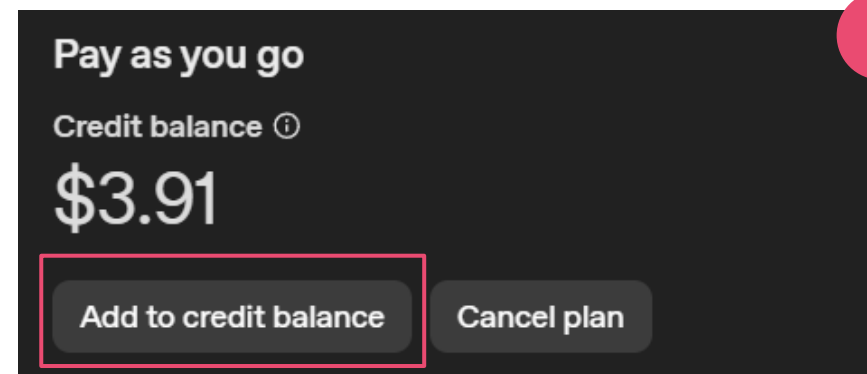 Pay as you go
Credit balance
$3.91
Add to credit balance
Cancel plan